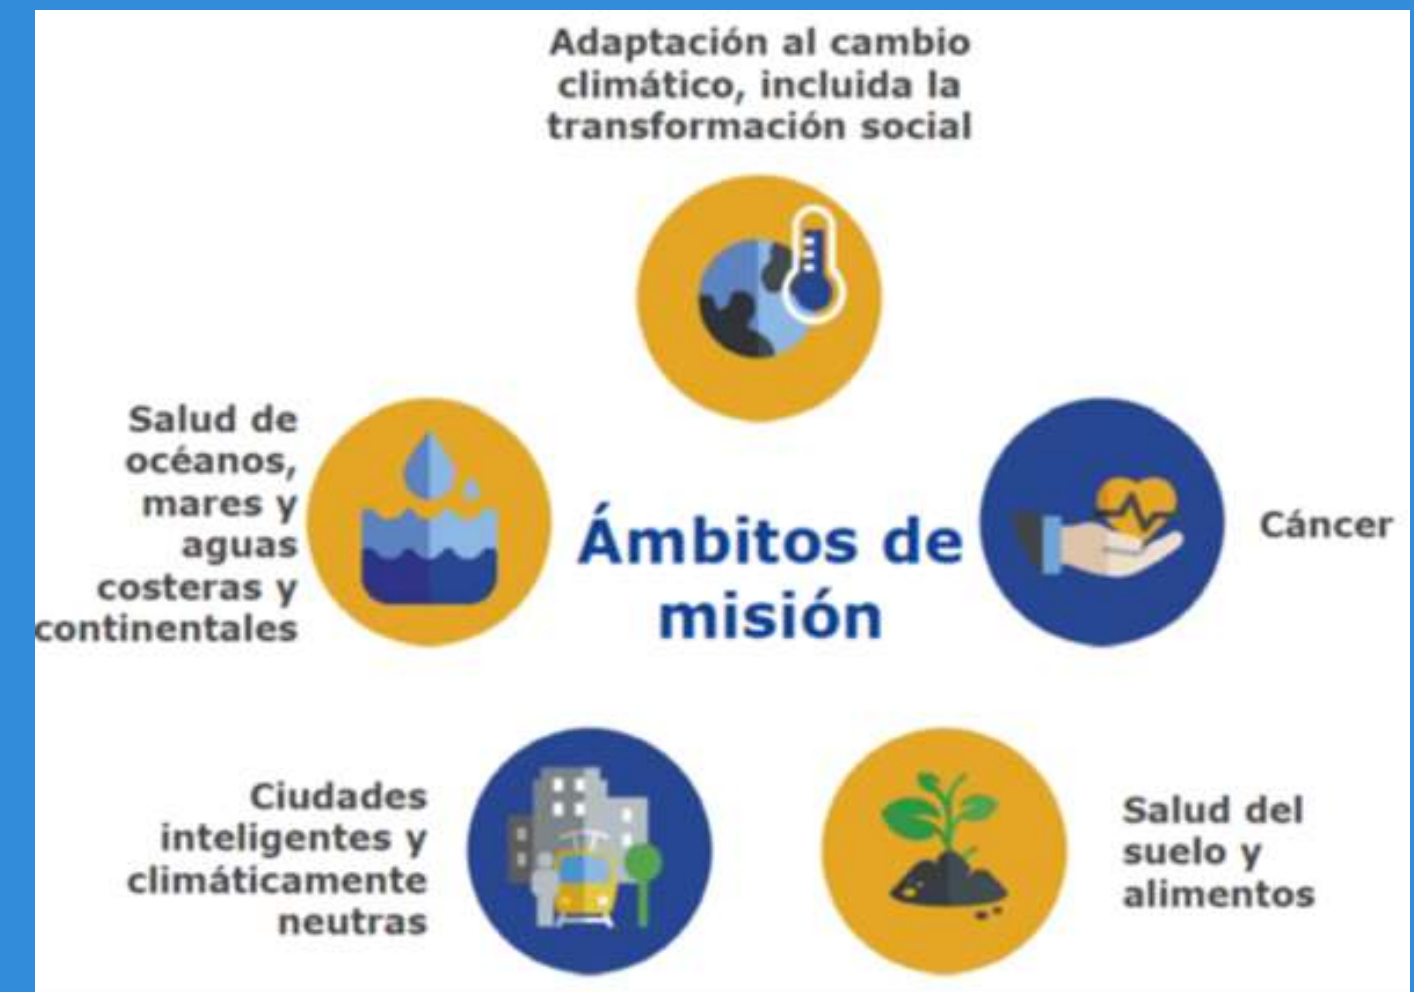 Adaptación al cambio
climático, incluida la
transformación social
Salud de
océanos,
mares y
aguas
costeras y
continentales
Ámbitos de
misión
Cáncer
Ciudades
inteligentes y
climáticamente
neutras
Salud del
suelo y
alimentos